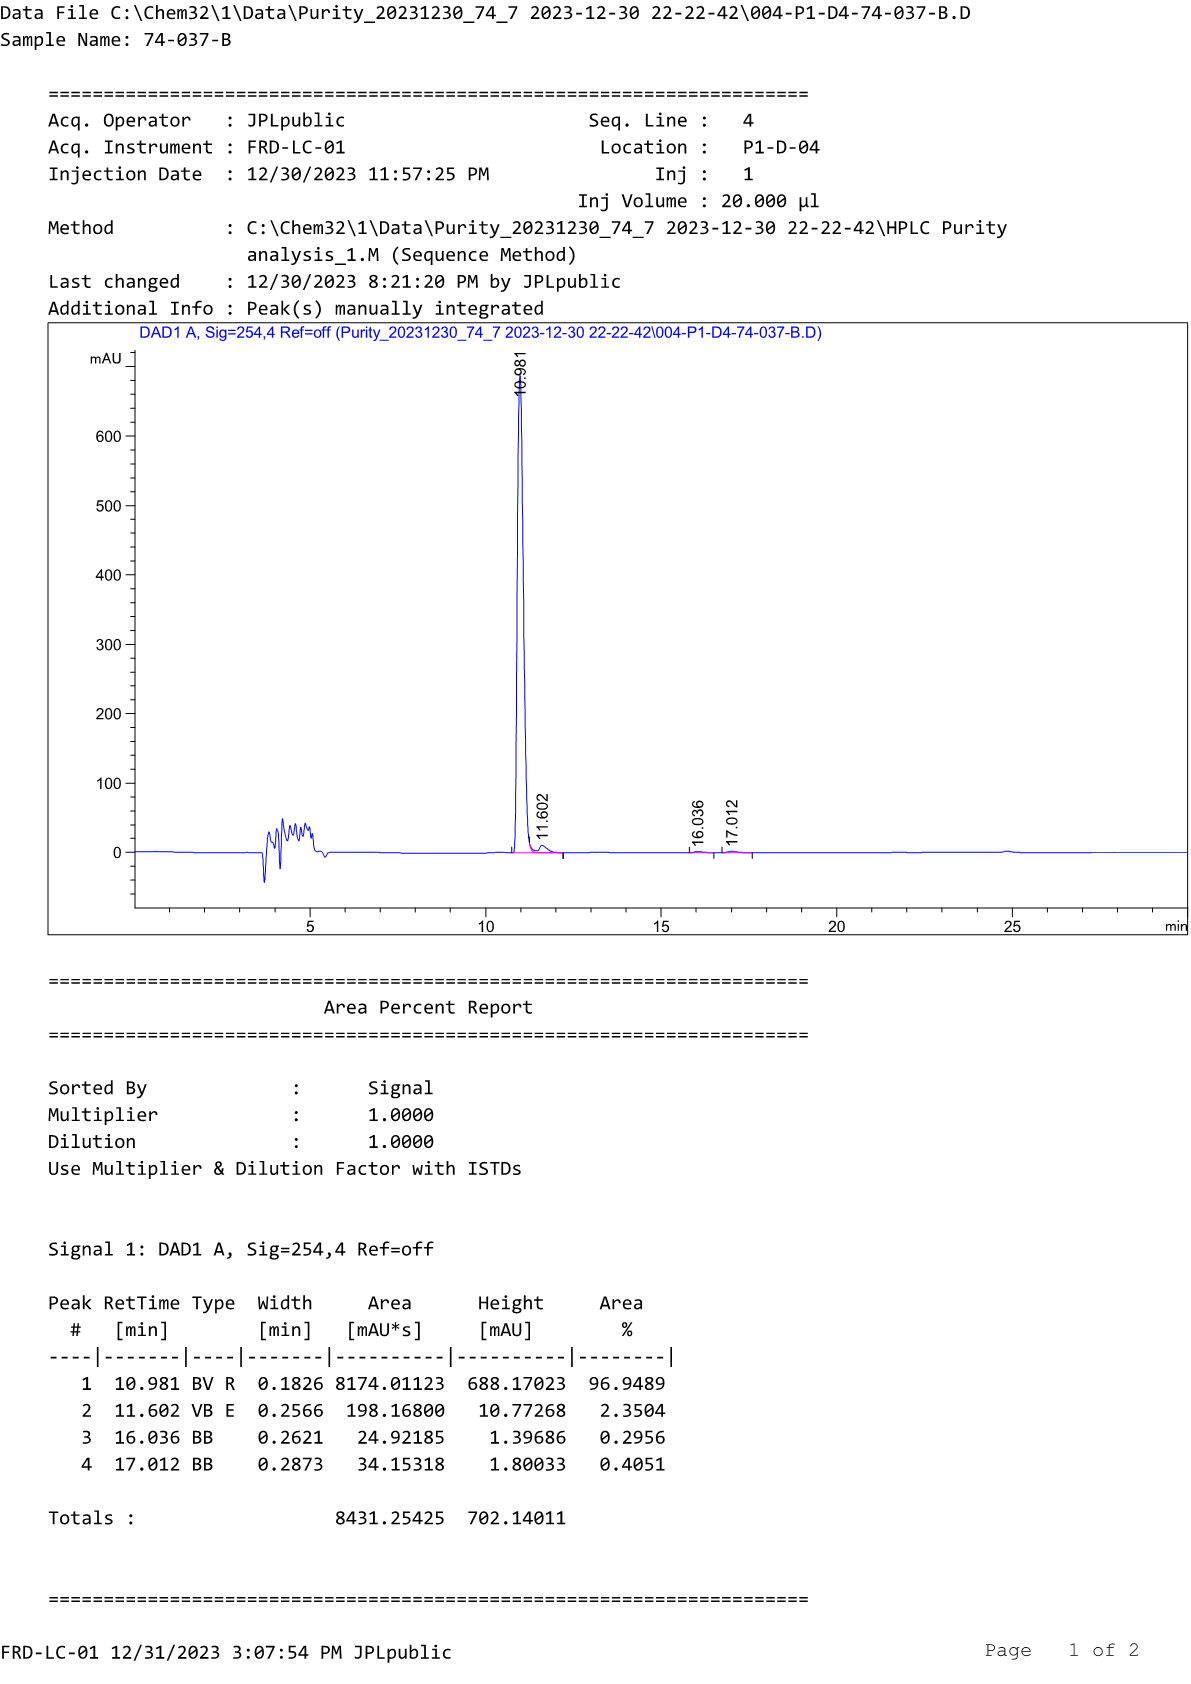 Data File C:\Chem32\1\Data\Purity_20231230_74_7 2023-12-30 22-22-42\004-P1-D4-74-037-B.D
Sample Name: 74-037-B
=====================================================================
Acq. Operator   : JPLpublic                      Seq. Line :   4
Acq. Instrument : FRD-LC-01                       Location :   P1-D-04
Injection Date  : 12/30/2023 11:57:25 PM               Inj :   1
Inj Volume : 20.000 µl
Method          : C:\Chem32\1\Data\Purity_20231230_74_7 2023-12-30 22-22-42\HPLC Purity
analysis_1.M (Sequence Method)
Last changed    : 12/30/2023 8:21:20 PM by JPLpublic
Additional Info : Peak(s) manually integrated
DAD1 A, Sig=254,4 Ref=off (Purity_20231230_74_7 2023-12-30 22-22-42\004-P1-D4-74-037-B.D)
mAU
10.981
600
500
400
300
200
100
0
11.602
16.036
17.012
5 10 15 20 25 min
=====================================================================
Area Percent Report
=====================================================================
Sorted By             :      Signal
Multiplier            :      1.0000
Dilution              :      1.0000
Use Multiplier & Dilution Factor with ISTDs
Signal 1: DAD1 A, Sig=254,4 Ref=off
Peak RetTime Type  Width     Area      Height     Area
#   [min]        [min]   [mAU*s]     [mAU]        %
----|-------|----|-------|----------|----------|--------|
1  10.981 BV R  0.1826 8174.01123  688.17023  96.9489
2  11.602 VB E  0.2566  198.16800   10.77268   2.3504
3  16.036 BB    0.2621   24.92185    1.39686   0.2956
4  17.012 BB    0.2873   34.15318    1.80033   0.4051
Totals :                  8431.25425  702.14011
=====================================================================
FRD-LC-01 12/31/2023 3:07:54 PM JPLpublic                    Page   1 of 2